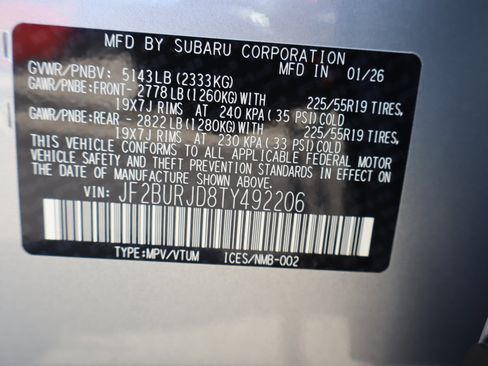 MFD BY SUBARU CORPORATION
GVWR/PNBV: 5143LB(2333KG) MFD IN 01/26
GAWR/PNBE:FRONT- 2778LB(1260KG)WITH 225/55R19 TIRES,
19X7J RIMS AT 240 KPA( 35 PSI)COLD
GAWR/PNBE:REAR - 2822LB(1280KG)WITH 225/55R19 TIRES,
19X7J RIMS AT 230 KPA( 33 PSI)COLD
THIS VEHICLE CONFORMS TO ALL APPLICABLE FEDERAL MOTOR
VEHICLE SAFETY AND THEFT PREVENTION STANDARDS IN EFFECT ON
THE DATE OF MANUFACTURE SHOWN ABOVE.
VIN: JF2BURJD8TY492206
TYPE:MPV/VTUM ICES/NMB-002